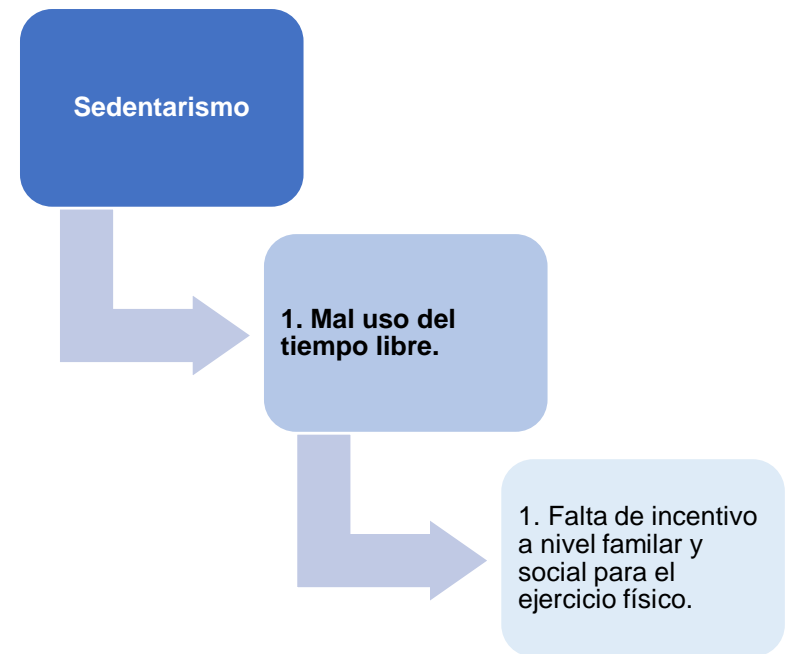 Sedentarismo
1. Mal uso del
tiempo libre.
1. Falta de incentivo
a nivel familar y
social para el
ejercicio físico.